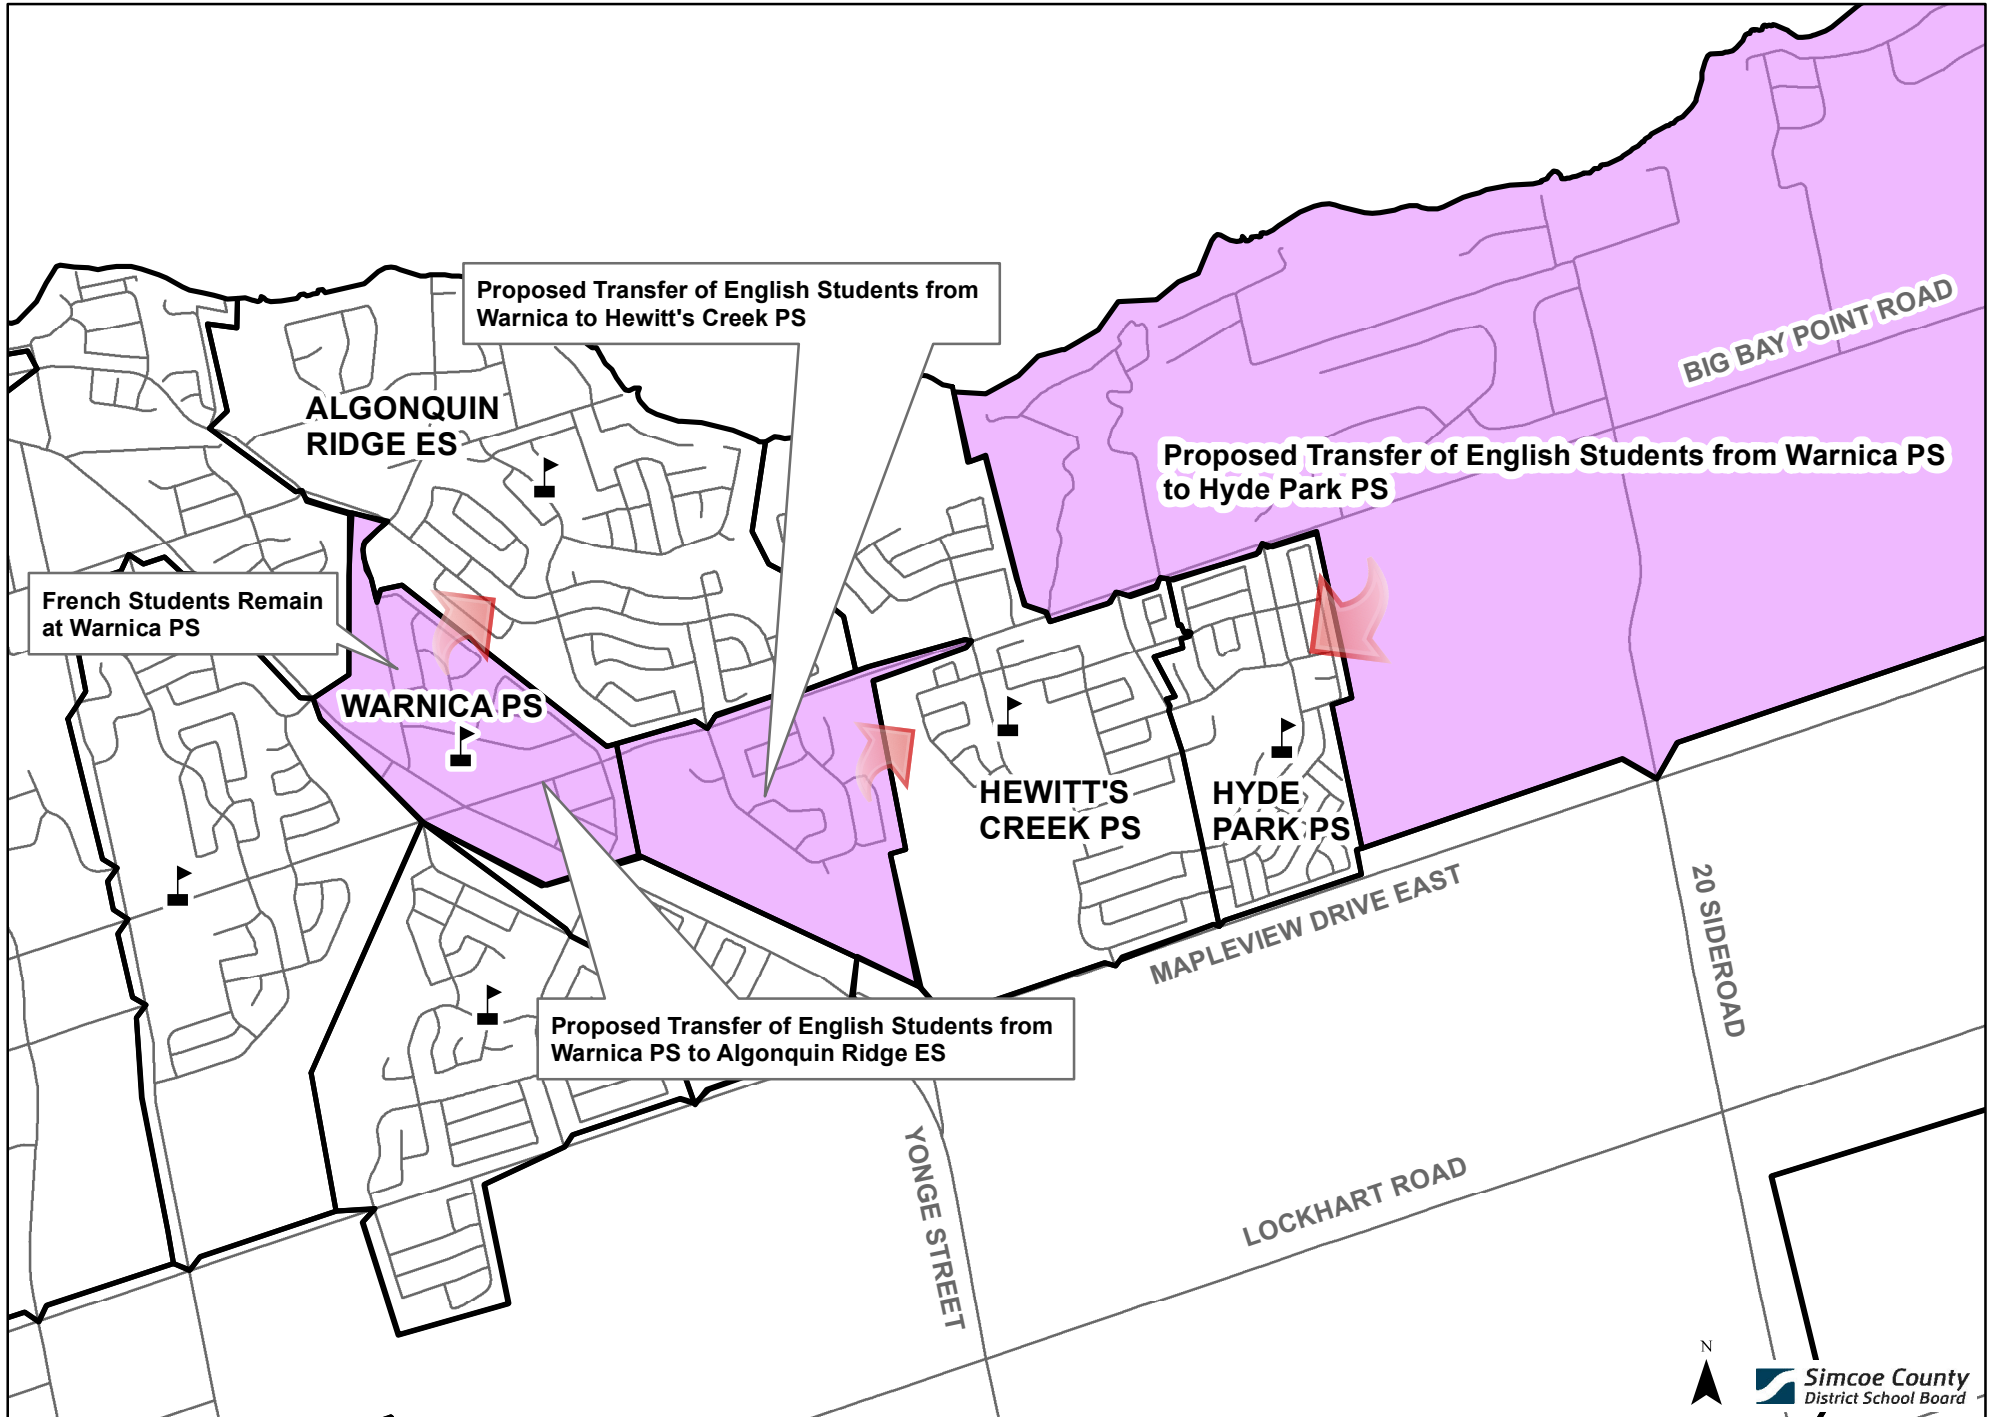 Proposed Transfer of English Students from
Warnica to Hewitt's Creek PS
BIG BAY POINT ROAD
ALGONQUIN
RIDGE ES
Proposed Transfer of English Students from Warnica PS
to Hyde Park PS
French Students Remain
at Warnica PS
WARNICA PS
HEWITT'S
CREEK PS
HYDE
PARK PS
MAPLEVIEW DRIVE EAST
20 SIDEROAD
Proposed Transfer of English Students from
Warnica PS to Algonquin Ridge ES
YONGE STREET
LOCKHART ROAD
N
Simcoe County
District School Board